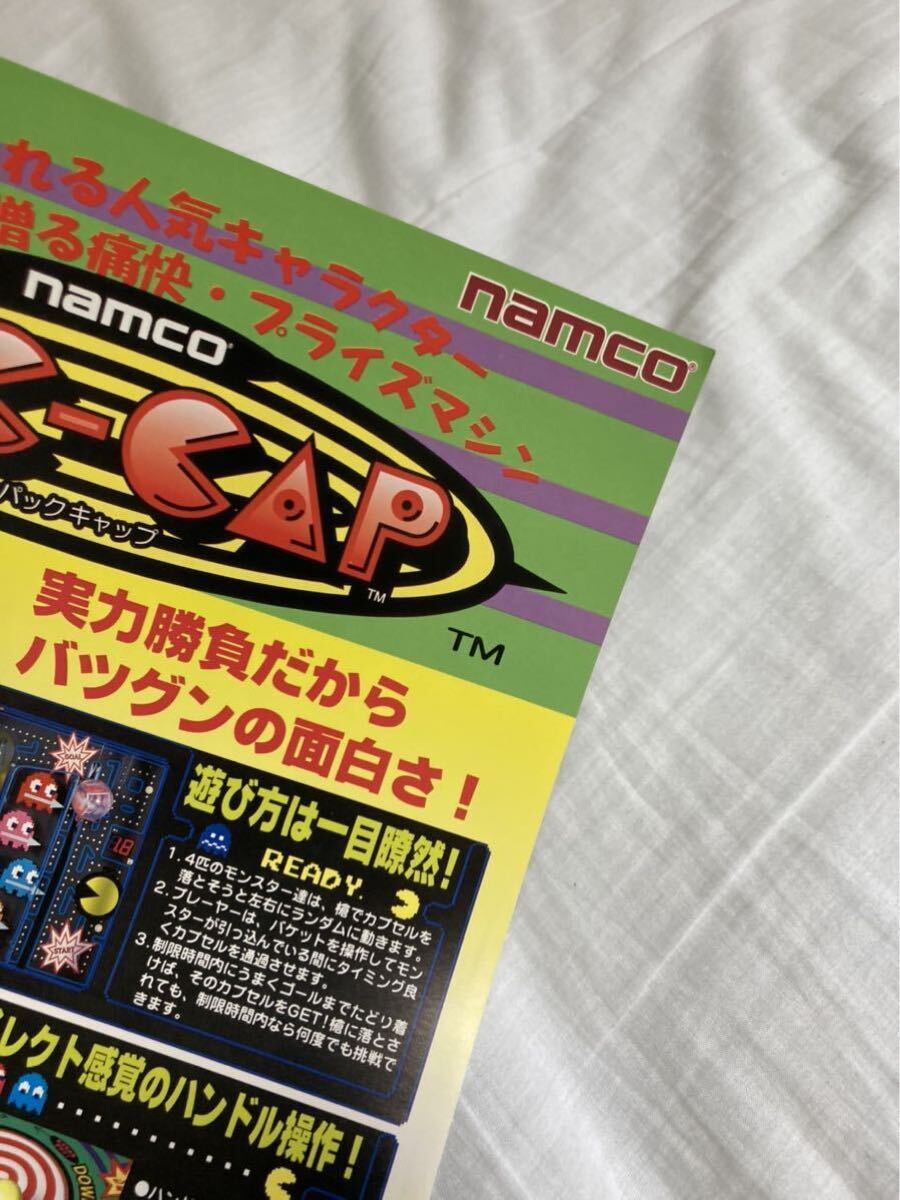 れる人気キャラクター
贈る痛快・プライズマシン
namco
namco
C-CAP
パックキャップ
TM
TM
実力勝負だから
バツグンの面白さ!
遊び方は一目瞭然!
READY.
1. 4匹のモンスター達は、槍でカプセルを
落とそうと左右にランダムに動きます。
2. プレーヤーは、バケットを操作してモン
スターが引っ込んでいる間にタイミング良
くカプセルを通過させます。
3. 制限時間内にうまくゴールまでたどり着
けば、そのカプセルをGET!槍に落とさ
れても、制限時間内なら何度でも挑戦で
きます。
18
START
レクト感覚のハンドル操作!
DOW
●ハンド